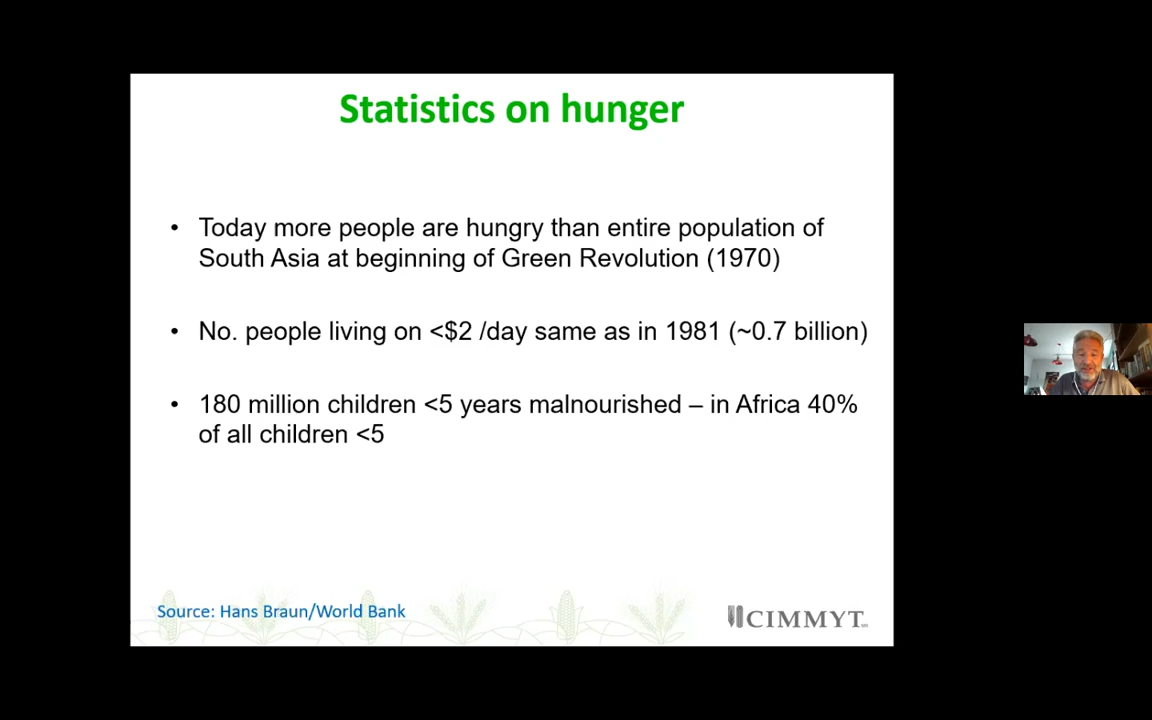 Statistics on hunger
• Today more people are hungry than entire population of
South Asia at beginning of Green Revolution (1970)
• No. people living on <$2 /day same as in 1981 (~0.7 billion)
• 180 million children <5 years malnourished – in Africa 40%
of all children <5
Source: Hans Braun/World Bank
CIMMYT